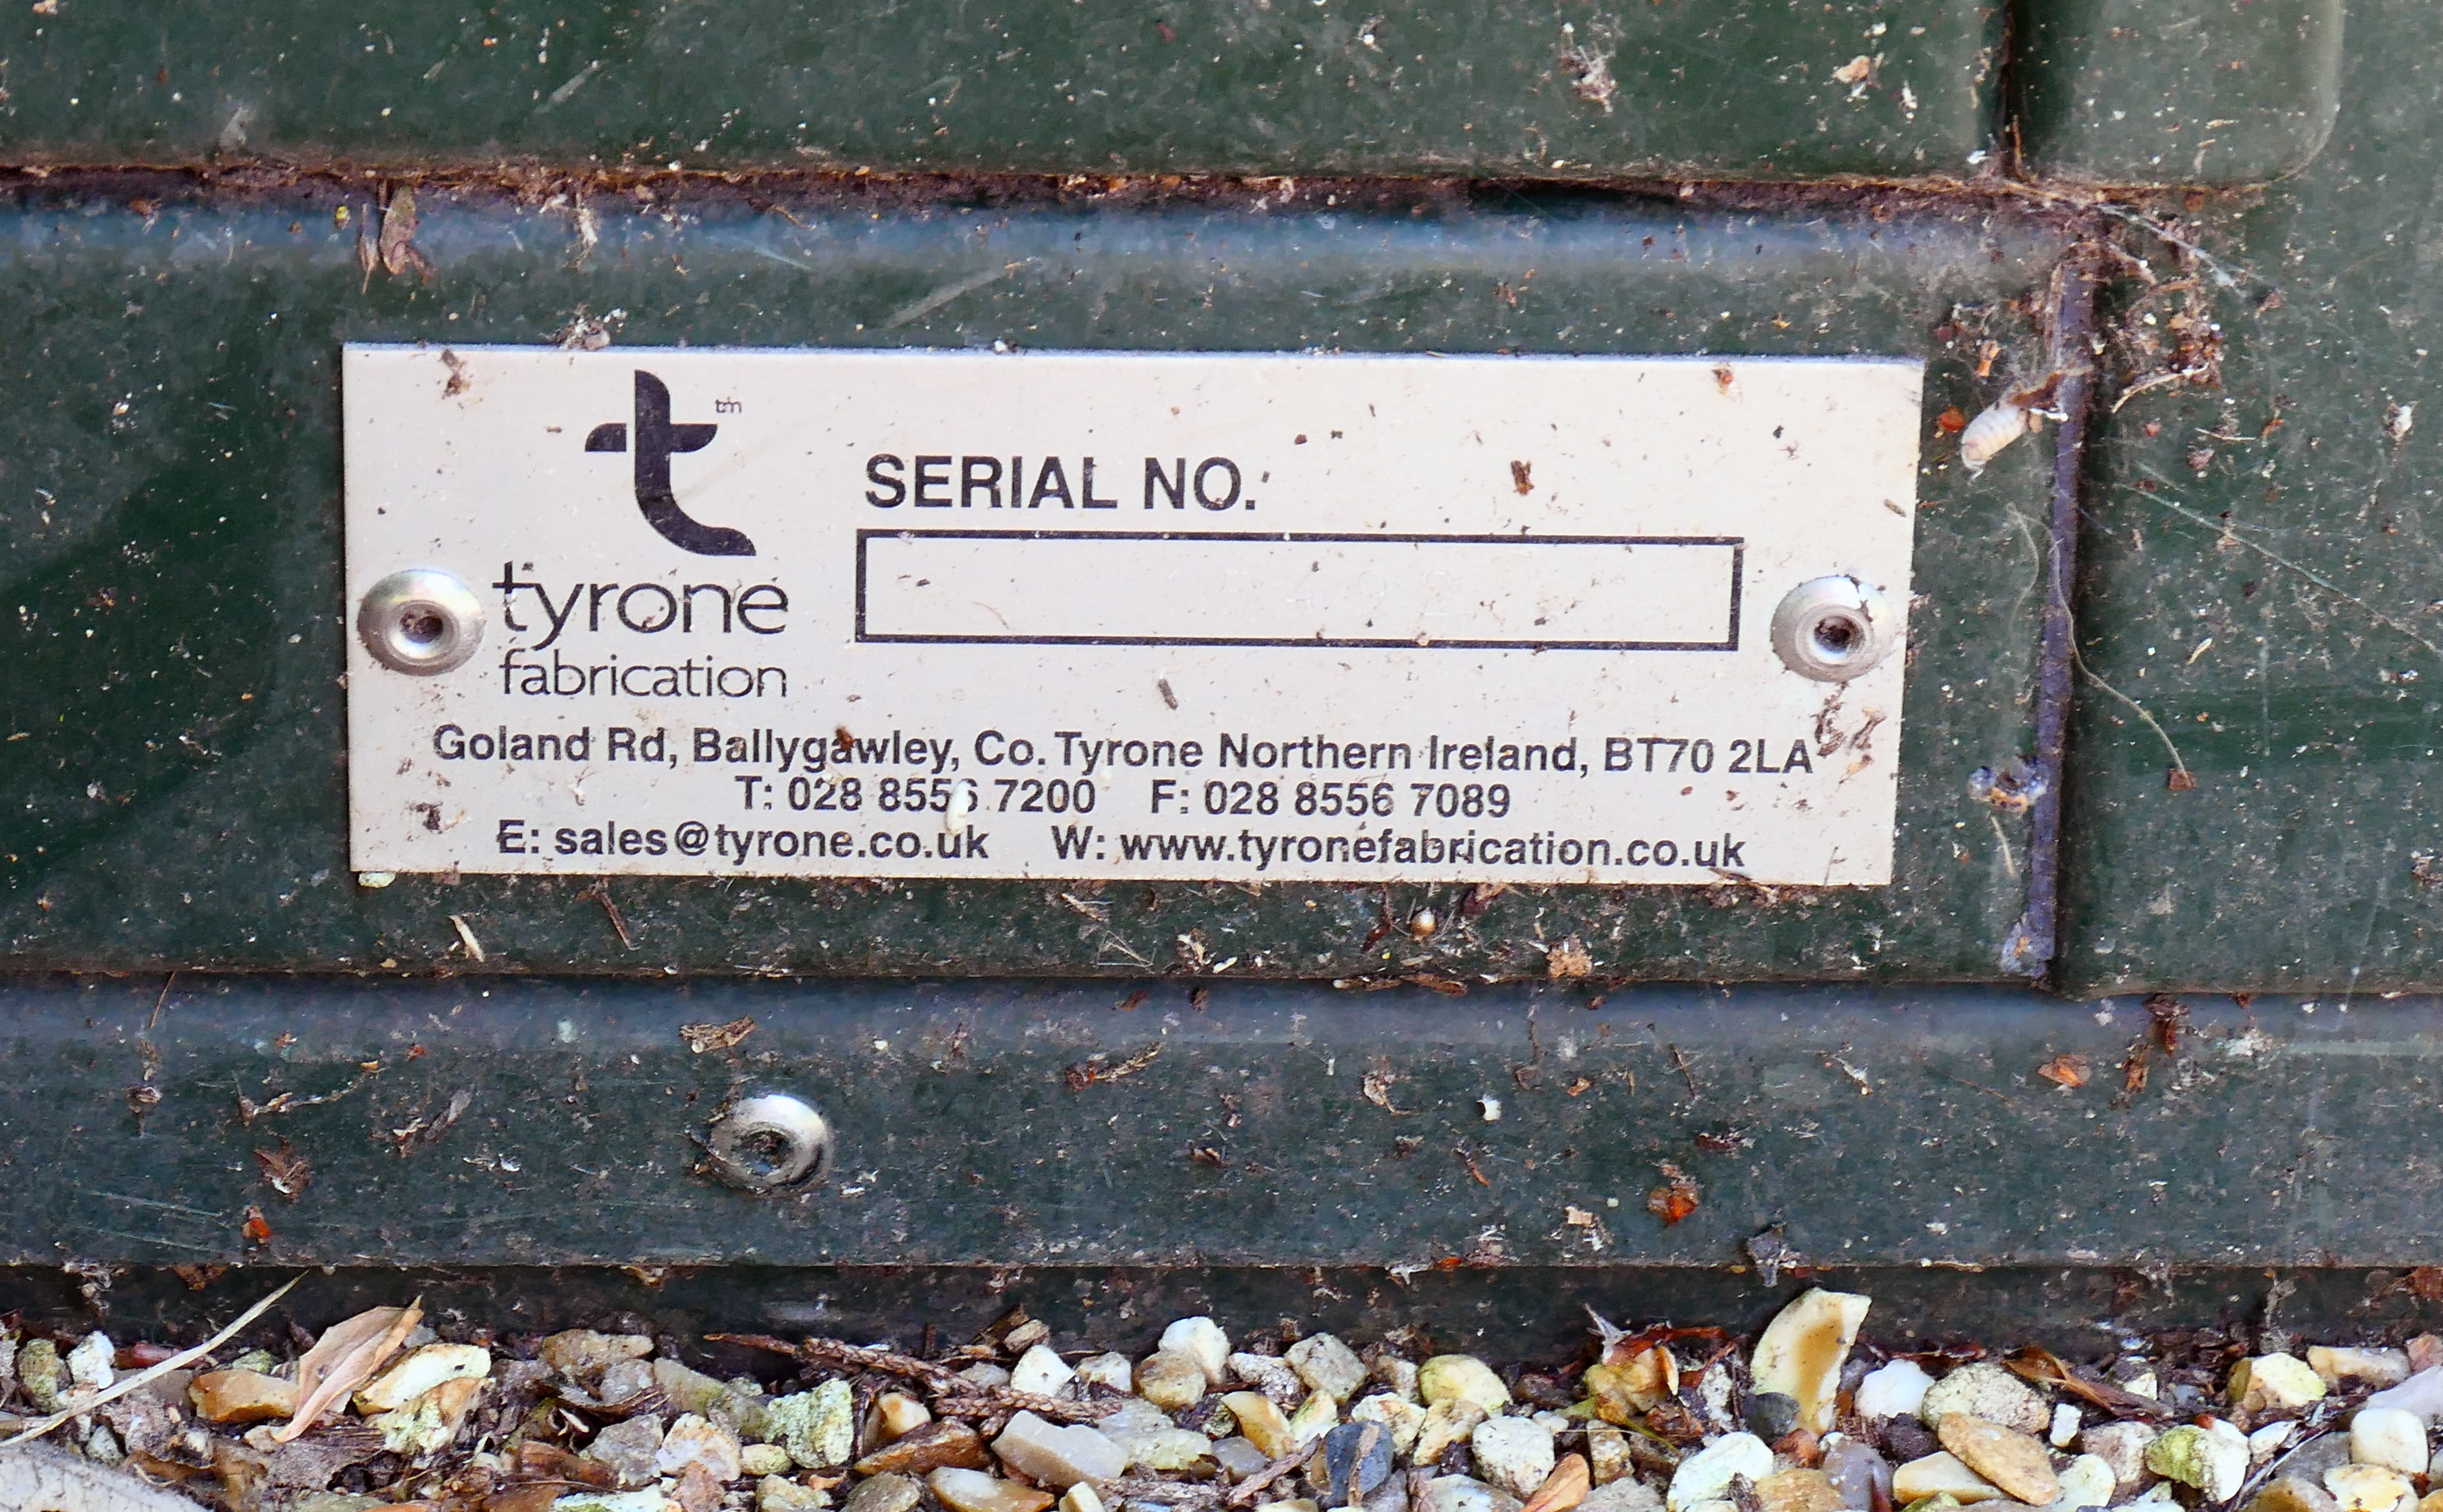 tm
tyrone
fabrication
SERIAL NO.
Goland Rd, Ballygawley, Co. Tyrone Northern Ireland, BT70 2LA
T: 028 8556 7200 F: 028 8556 7089
E: sales@tyrone.co.uk W: www.tyronefabrication.co.uk